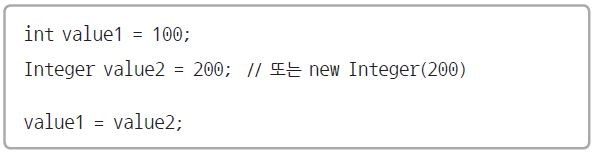 int value1 = 100;
Integer value2 = 200; // 또는 new Integer(200)
value1 = value2;